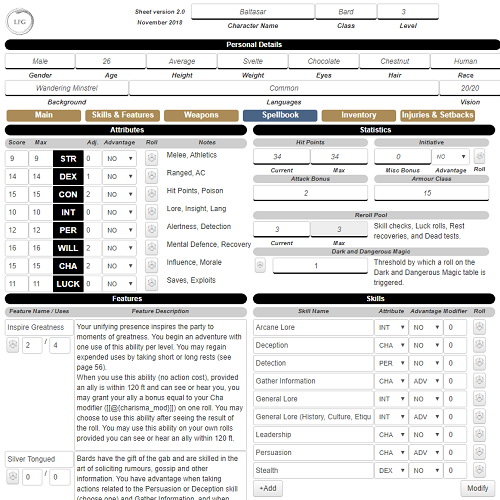 LFG
Sheet version 2.0
November 2018
Baltasar Bard 3
Character Name Class Level
Personal Details
Male 26 Average Svelte Chocolate Chestnut Human
Gender Age Height Weight Eyes Hair Race
Wandering Minstrel Common 20/20
Background Languages Vision
Main Skills & Features Weapons Spellbook Inventory Injuries & Setbacks
Attributes
Score Max Adj. Advantage Roll Notes
9 9 STR 0 NO Melee, Athletics
14 14 DEX 1 NO Ranged, AC
15 15 CON 2 NO Hit Points, Poison
10 10 INT 0 NO Lore, Insight, Lang
12 12 PER 0 NO Alertness, Detection
16 16 WILL 2 NO Mental Defence, Recovery
15 15 CHA 2 NO Influence, Morale
11 11 LUCK 0 NO Saves, Exploits
Statistics
Hit Points Initiative
34 34 0 NO
Current Max Misc Bonus Advantage Roll
Attack Bonus Armour Class
2 15
Reroll Pool
3 3 Skill checks, Luck rolls, Rest
recoveries, and Dead tests.
Current Max
Dark and Dangerous Magic
1 Threshold by which a roll on the
Dark and Dangerous Magic table is
triggered.
Features
Feature Name / Uses Feature Description
Inspire Greatness
2 / 4
Your unifying presence inspires the party to
moments of greatness. You begin an adventure with
one use of this ability per level. You may regain
expended uses by taking short or long rests (see
page 56).
When you use this ability (no action cost), provided
an ally is within 120 ft and can see or hear you, you
may grant your ally a bonus equal to your Cha
modifier ([[@{charisma_mod}]]) on one roll. You may
choose to use this ability after seeing the result of
the roll. You may use this ability on your own rolls
provided you can see or hear an ally within 120 ft.
Silver Tongued
0 / 0
Bards have the gift of the gab and are skilled in the
art of soliciting rumours, gossip and other
information. You have advantage when taking
actions related to the Persuasion or Deception skill
(choose one) and Gather Information, and when
Skills
Skill Name Attribute Advantage Modifier Roll
Arcane Lore INT NO 0
Deception CHA NO 0
Detection PER NO 0
Gather Information CHA ADV 0
General Lore INT NO 0
General Lore (History, Culture, Etiqu INT ADV 0
Leadership CHA NO 0
Persuasion CHA ADV 0
Stealth DEX NO 0
+Add Modify